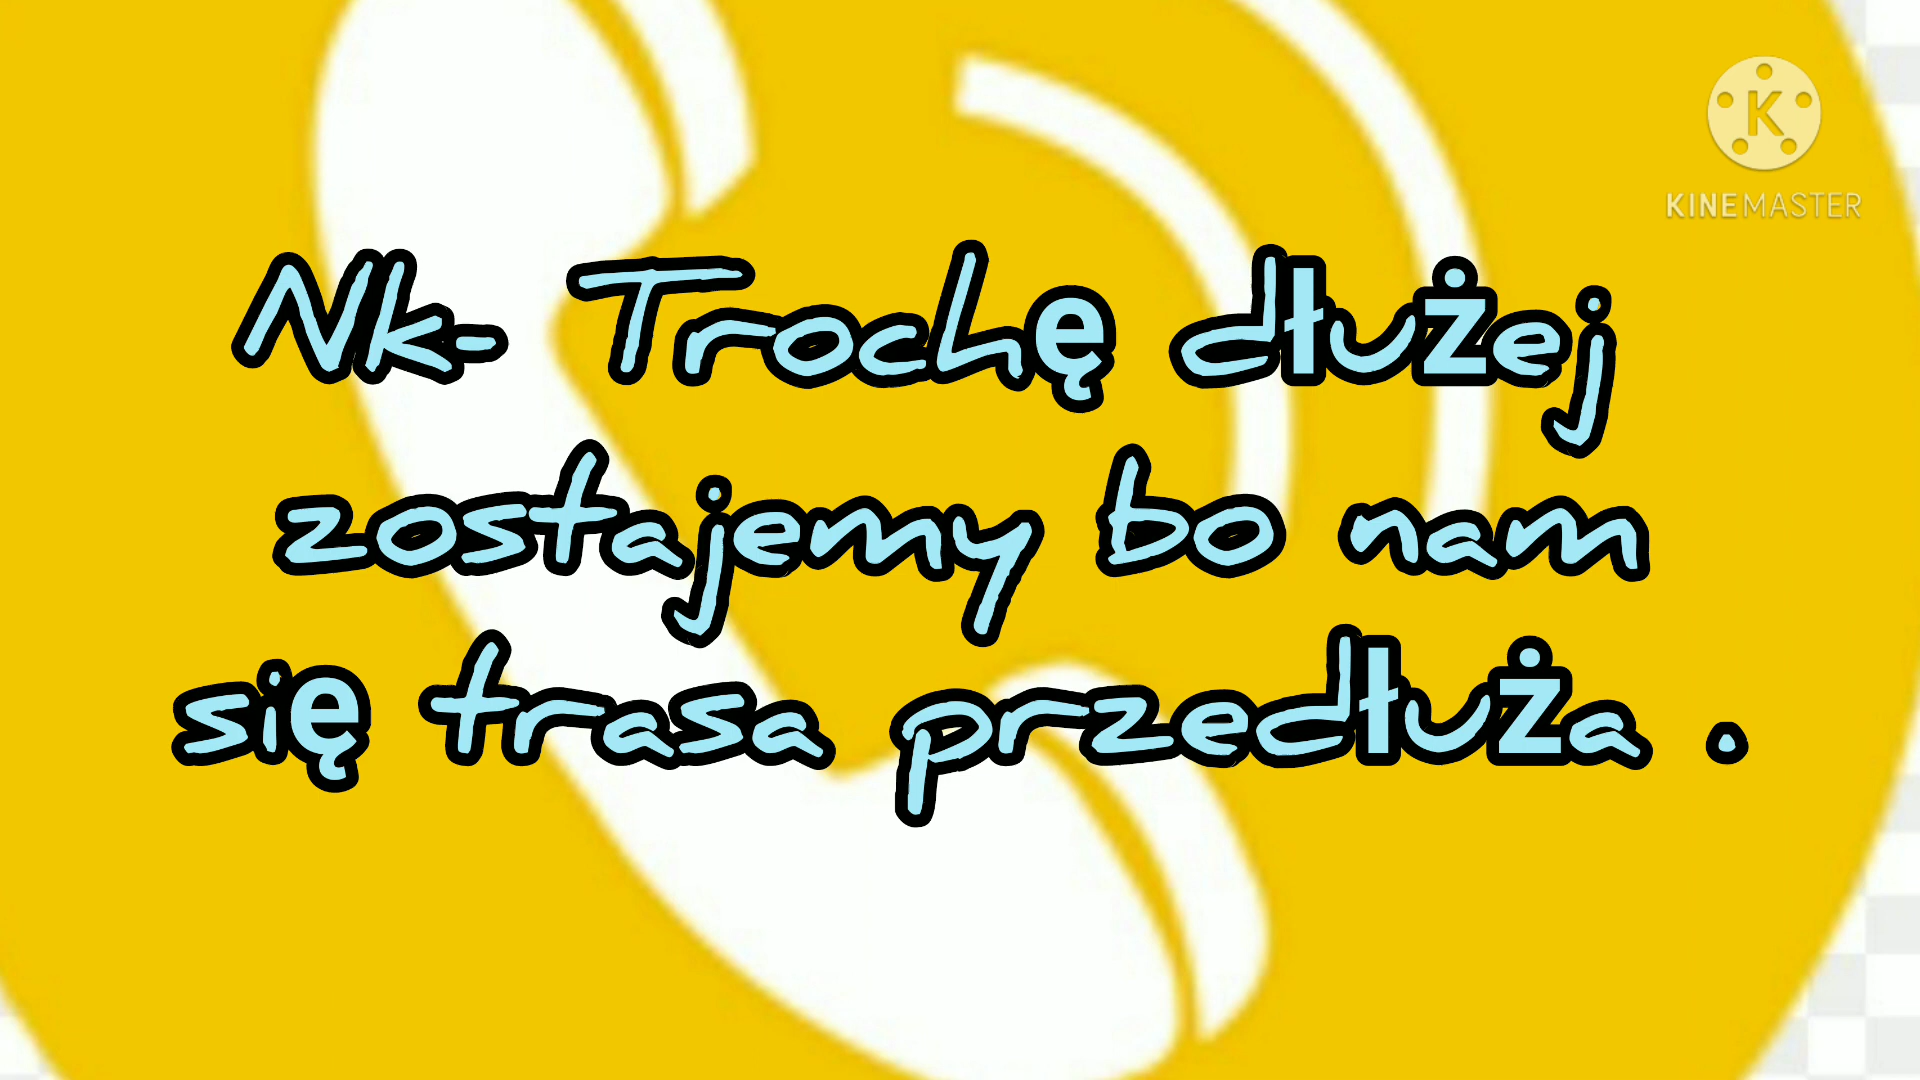 K
KINEMASTER
Nk- Trochę dłużej
zostajemy bo nam
się trasa przedłuża .